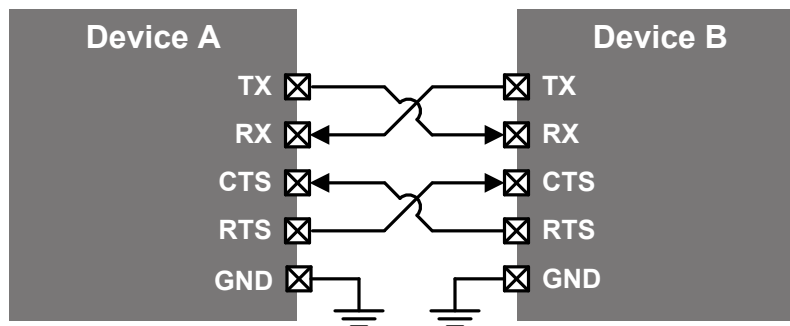 Device A
TX
RX
CTS
RTS
GND
Device B
TX
RX
CTS
RTS
GND